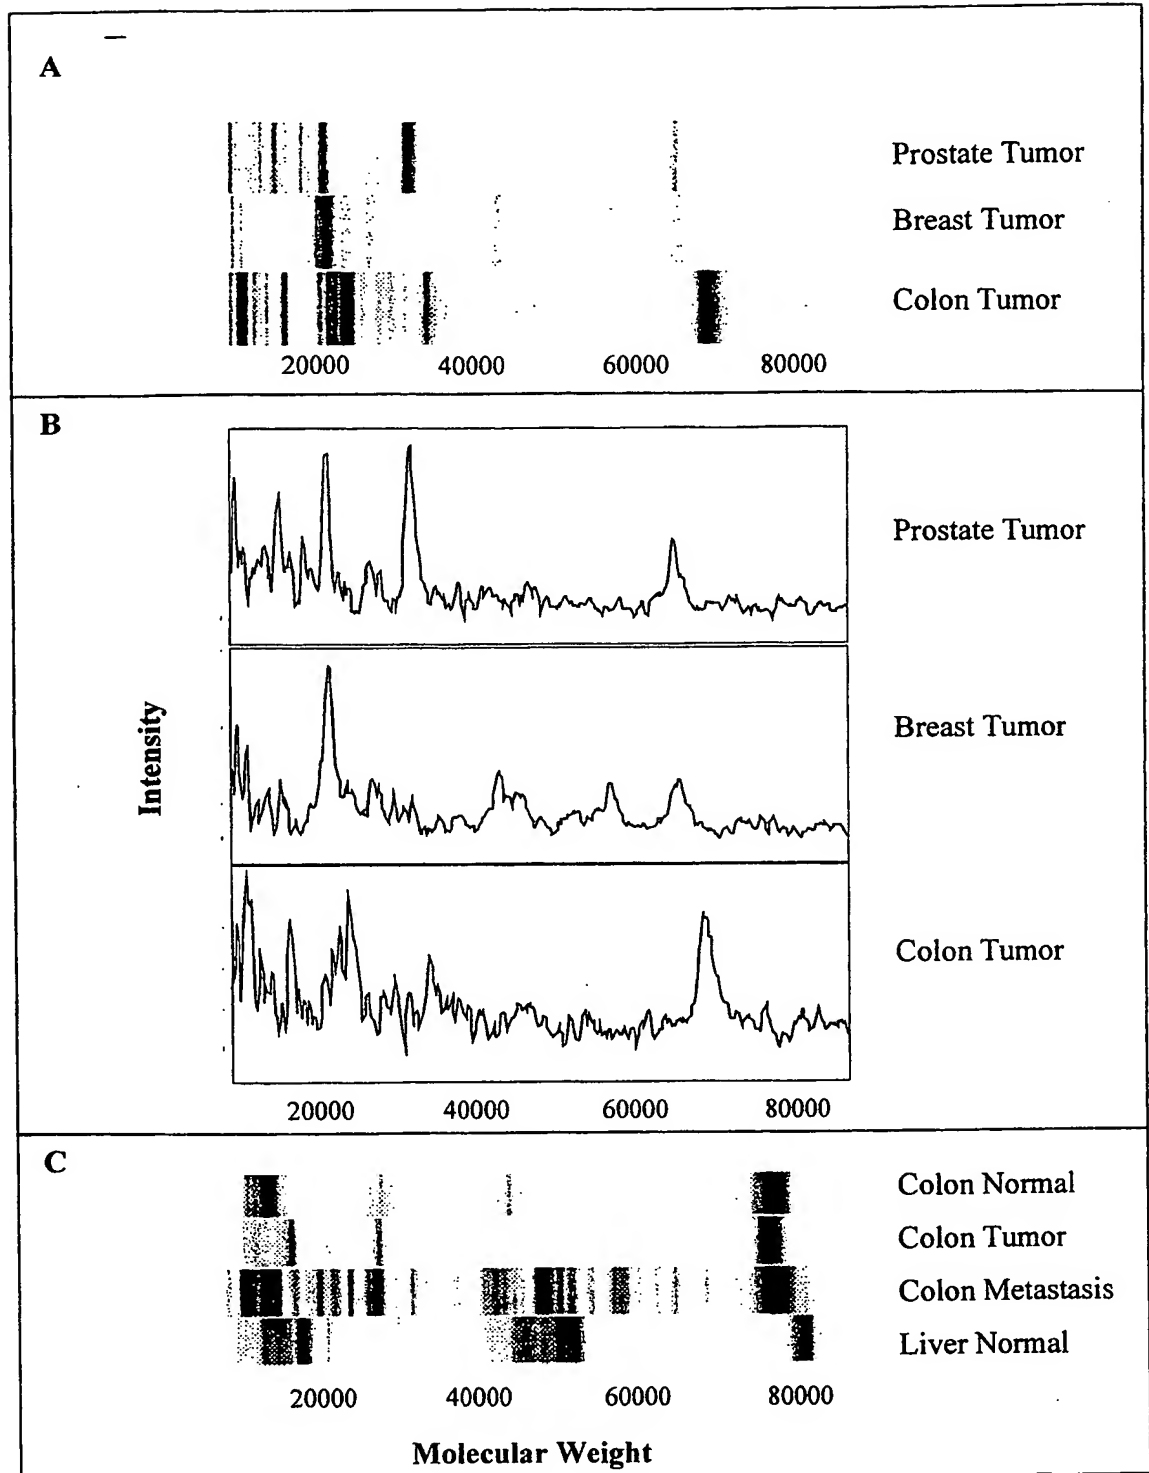 A
Prostate Tumor
Breast Tumor
Colon Tumor
20000 40000 60000 80000
B
Prostate Tumor
Breast Tumor
Colon Tumor
Intensity
20000 40000 60000 80000
C
Colon Normal
Colon Tumor
Colon Metastasis
Liver Normal
20000 40000 60000 80000
Molecular Weight